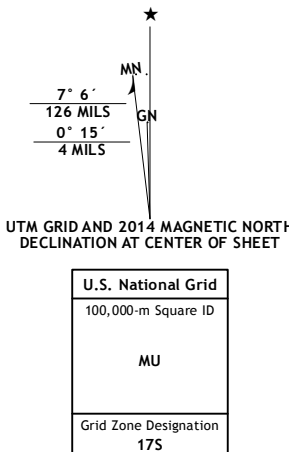 ★
MN
7° 6´
126 MILS
GN
0° 15´
4 MILS
UTM GRID AND 2014 MAGNETIC NORTH
DECLINATION AT CENTER OF SHEET
U.S. National Grid
100,000-m Square ID
MU
Grid Zone Designation
17S